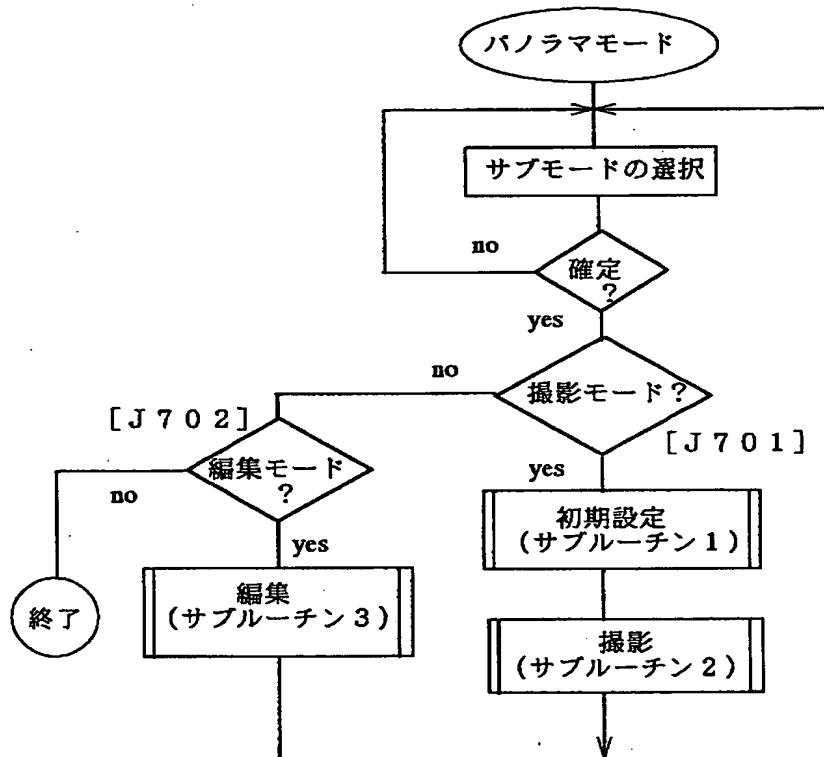 パノラマモード
サブモードの選択
no
確定
?
yes
no
撮影モード?
[J702]
[J701]
編集モード
?
no
yes
yes
初期設定
(サブルーチン1)
終了
編集
(サブルーチン3)
撮影
(サブルーチン2)